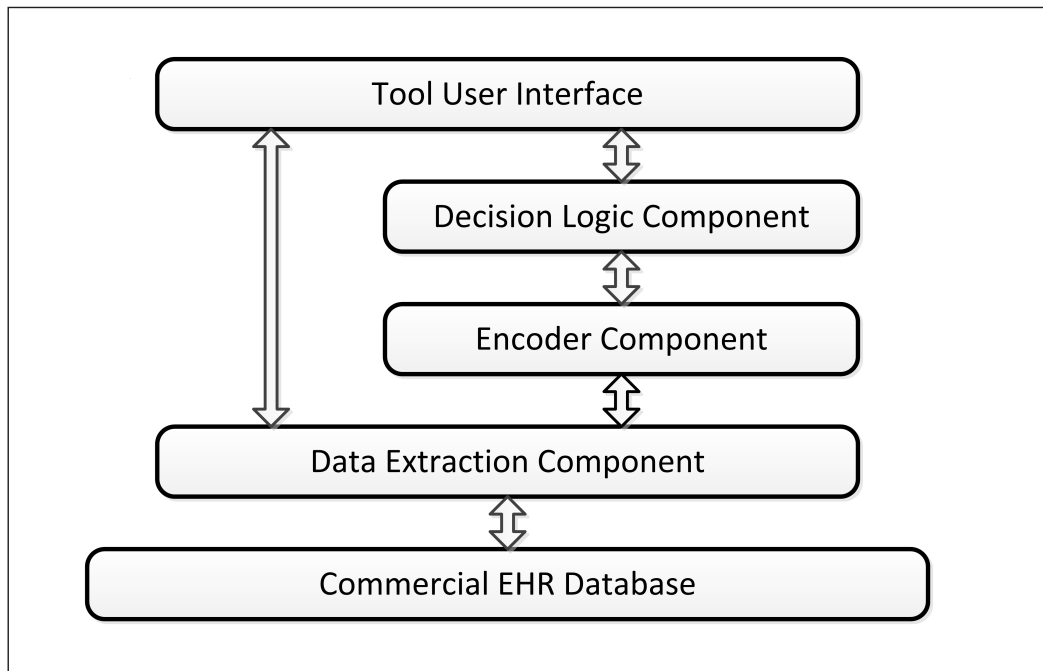 Tool User Interface
Decision Logic Component
Encoder Component
Data Extraction Component
Commercial EHR Database